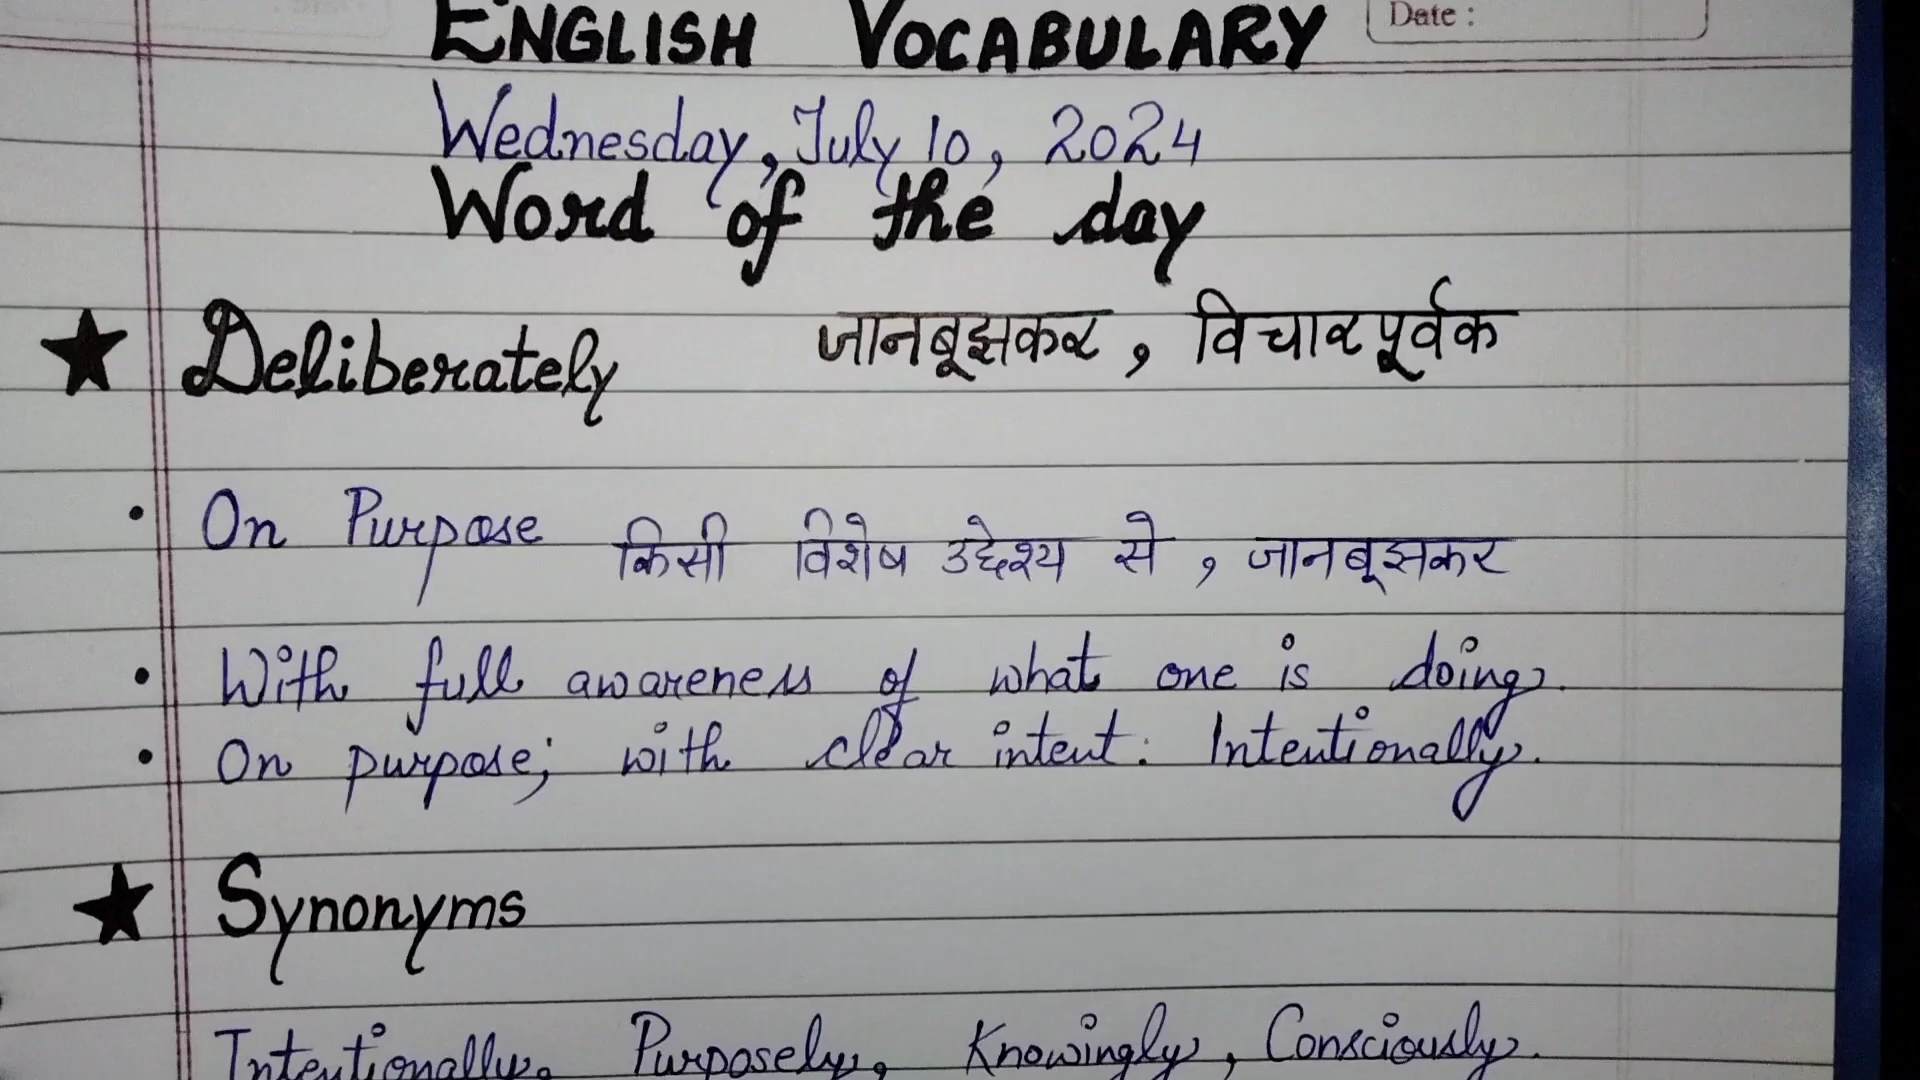 ENGLISH VOCABULARY
Date :
Wednesday, July 10, 2024
Word of the day
★ Deliberately जानबूझकर, विचारपूर्वक
• On Purpose किसी विशेष उद्देश्य से, जानबूझकर
• With full awareness of what one is doing.
• On purpose; with clear intent: Intentionally.
★ Synonyms
Intentionally, Purposely, Knowingly, Consciously.